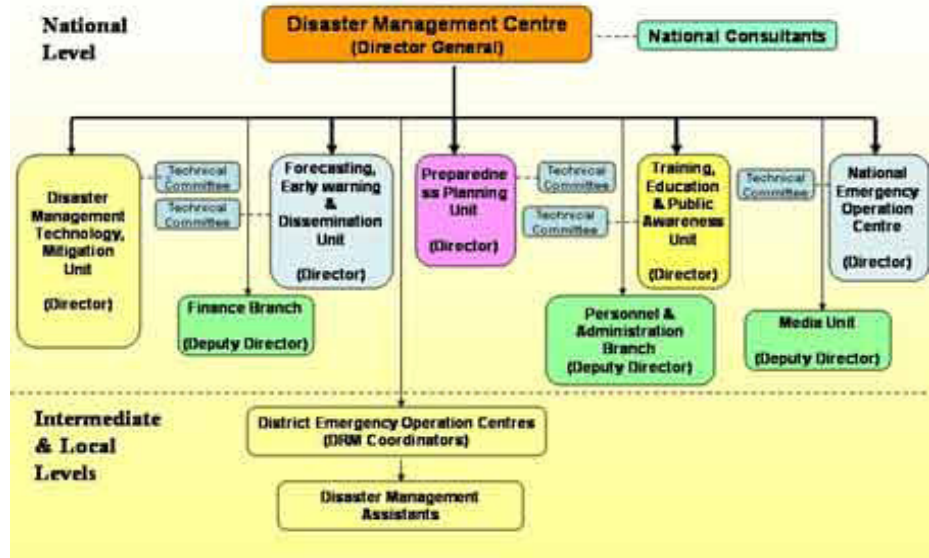 National
Level
Disaster Management Centre
(Director General)
National Consultants
Disaster
Management
Technology,
Mitigation
Unit
(Director)
Technical
Committee
Technical
Committee
Forecasting,
Early warning
&
Dissemination
Unit
(Director)
Preparedne
ss Planning
Unit
(Director)
Technical
Committee
Technical
Committee
Training,
Education
& Public
Awareness
Unit
(Director)
Technical
Committee
National
Emergency
Operation
Centre
(Director)
Finance Branch
(Deputy Director)
Personnel &
Administration
Branch
(Deputy Director)
Media Unit
(Deputy Director)
Intermediate
& Local
Levels
District Emergency Operation Centres
(DRM Coordinators)
Disaster Management
Assistants